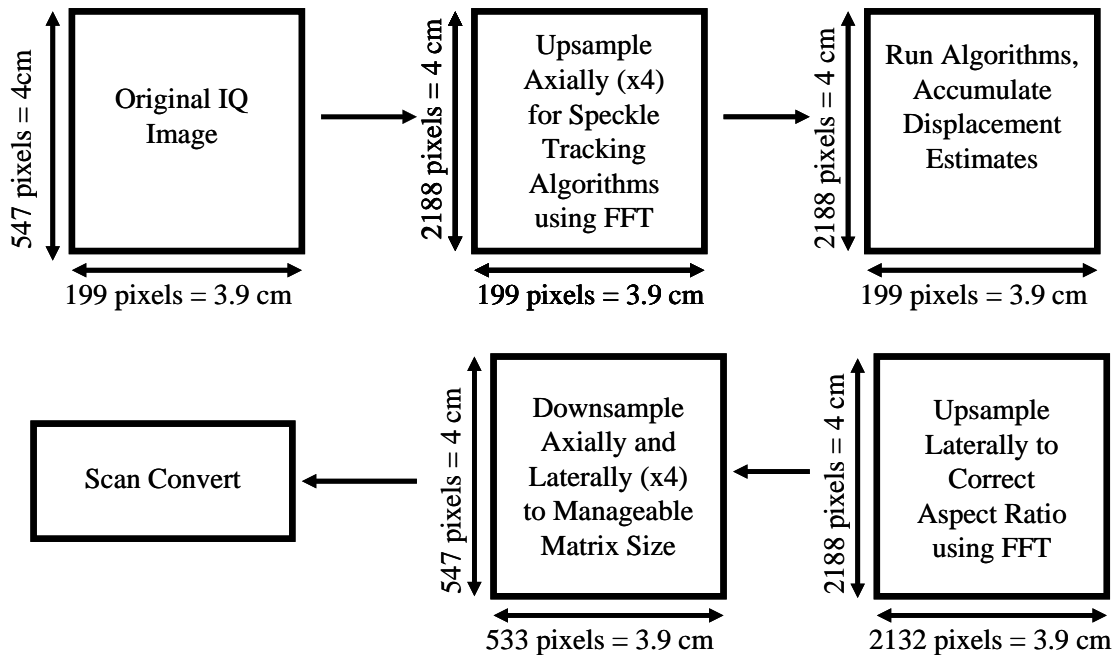 547 pixels = 4cm
Original IQ
Image
199 pixels = 3.9 cm
2188 pixels = 4 cm
Upsample
Axially (x4)
for Speckle
Tracking
Algorithms
using FFT
199 pixels = 3.9 cm
2188 pixels = 4 cm
Run Algorithms,
Accumulate
Displacement
Estimates
199 pixels = 3.9 cm
2188 pixels = 4 cm
Upsample
Laterally to
Correct
Aspect Ratio
using FFT
2132 pixels = 3.9 cm
547 pixels = 4 cm
Downsample
Axially and
Laterally (x4)
to Manageable
Matrix Size
533 pixels = 3.9 cm
Scan Convert